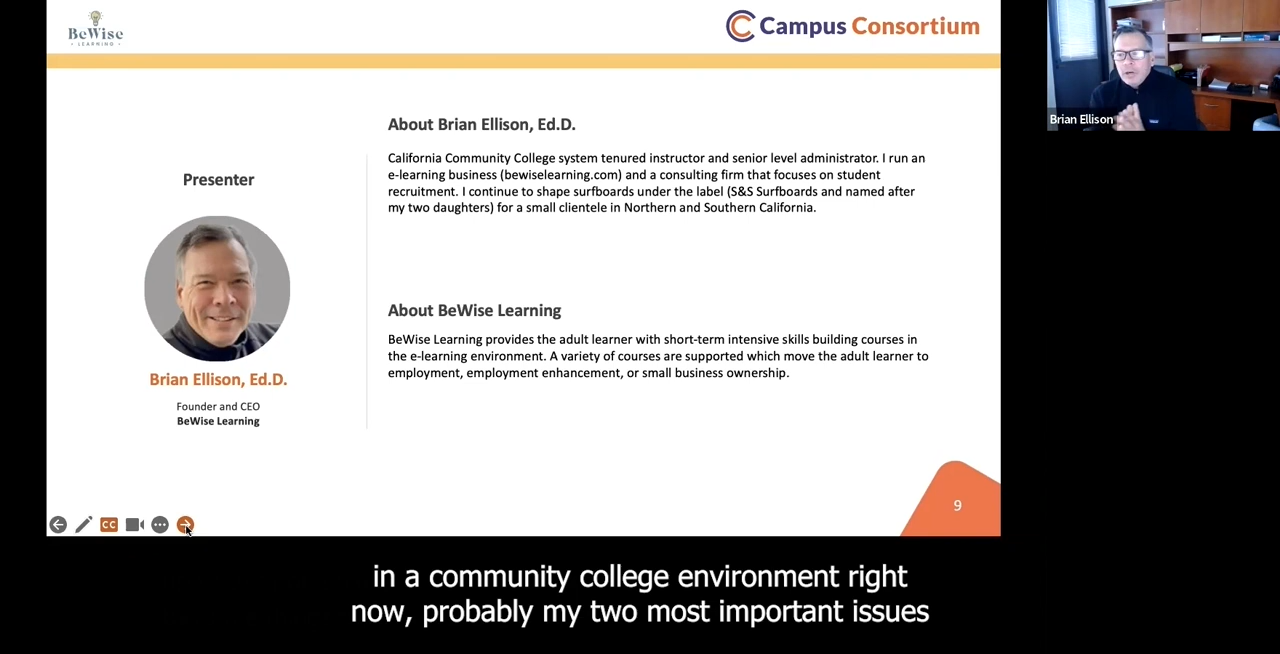 BeWise
LEARNING
Campus Consortium
Brian Ellison
About Brian Ellison, Ed.D.
California Community College system tenured instructor and senior level administrator. I run an
e-learning business (bewiselearning.com) and a consulting firm that focuses on student
recruitment. I continue to shape surfboards under the label (S&S Surfboards and named after
my two daughters) for a small clientele in Northern and Southern California.
Presenter
Brian Ellison, Ed.D.
Founder and CEO
BeWise Learning
About BeWise Learning
BeWise Learning provides the adult learner with short-term intensive skills building courses in
the e-learning environment. A variety of courses are supported which move the adult learner to
employment, employment enhancement, or small business ownership.
9
CC
in a community college environment right
now, probably my two most important issues